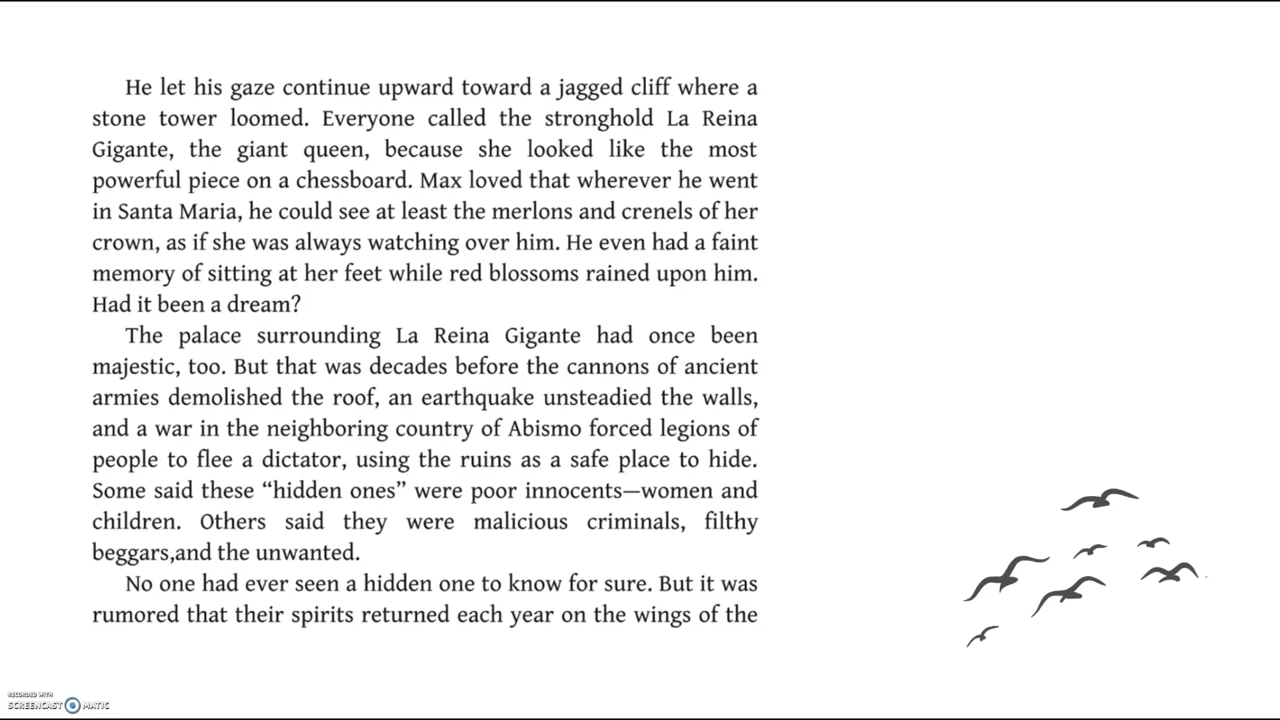 He let his gaze continue upward toward a jagged cliff where a
stone tower loomed. Everyone called the stronghold La Reina
Gigante, the giant queen, because she looked like the most
powerful piece on a chessboard. Max loved that wherever he went
in Santa Maria, he could see at least the merlons and crenels of her
crown, as if she was always watching over him. He even had a faint
memory of sitting at her feet while red blossoms rained upon him.
Had it been a dream?
The palace surrounding La Reina Gigante had once been
majestic, too. But that was decades before the cannons of ancient
armies demolished the roof, an earthquake unsteadied the walls,
and a war in the neighboring country of Abismo forced legions of
people to flee a dictator, using the ruins as a safe place to hide.
Some said these “hidden ones” were poor innocents—women and
children. Others said they were malicious criminals, filthy
beggars,and the unwanted.
No one had ever seen a hidden one to know for sure. But it was
rumored that their spirits returned each year on the wings of the
RECORDED WITH
SCREENCAST MATIC